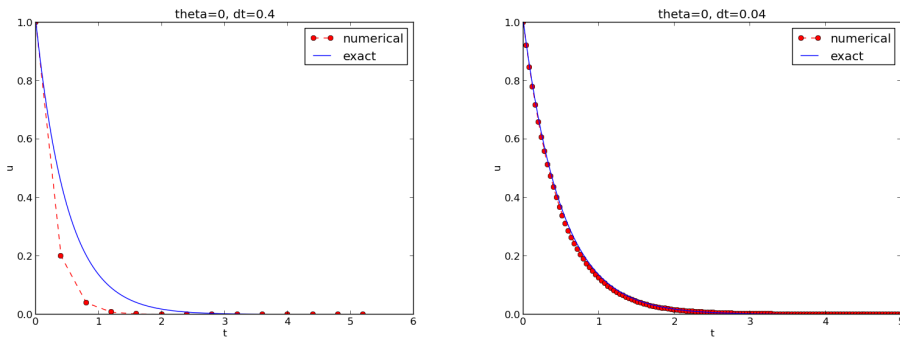 theta=0, dt=0.4
1.0
numerical
exact
0.8
0.6
u
0.4
0.2
0.0
0 1 2 3 4 5 6
t
theta=0, dt=0.04
1.0
numerical
exact
0.8
0.6
u
0.4
0.2
0.0
0 1 2 3 4 5
t